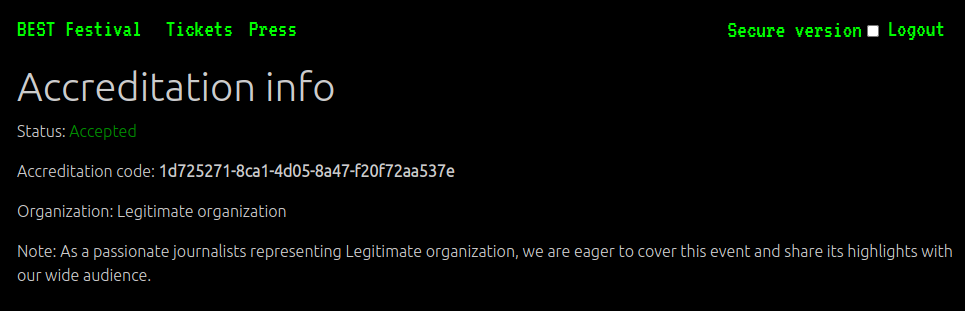 BEST Festival Tickets Press Secure version Logout
Accreditation info
Status: Accepted
Accreditation code: 1d725271-8ca1-4d05-8a47-f20f72aa537e
Organization: Legitimate organization
Note: As a passionate journalists representing Legitimate organization, we are eager to cover this event and share its highlights with
our wide audience.